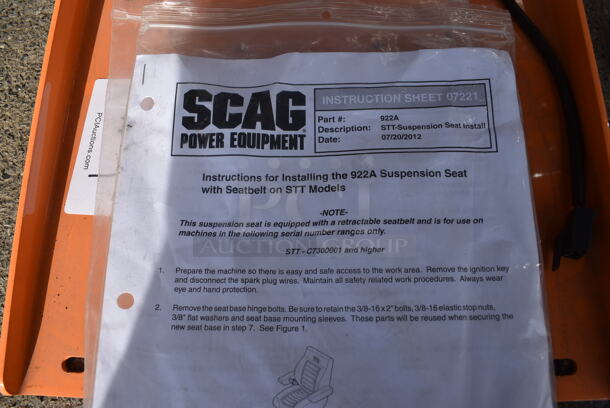 SCAG
POWER EQUIPMENT
INSTRUCTION SHEET 07221
Part #: 922A
Description: STT-Suspension Seat Install
Date: 07/20/2012
PCIAuctions.com
Instructions for Installing the 922A Suspension Seat
with Seatbelt on STT Models
-NOTE-
This suspension seat is equipped with a retractable seatbelt and is for use on
machines in the following serial number ranges only.
STT - C7300001 and higher
PCI
AUCTION GROUP
1. Prepare the machine so there is easy and safe access to the work area. Remove the ignition key
and disconnect the spark plug wires. Maintain all safety related work procedures. Always wear
eye and hand protection.
2. Remove the seat base hinge bolts. Be sure to retain the 3/8-16 x 2" bolts, 3/8-16 elastic stop nuts,
3/8" flat washers and seat base mounting sleeves. These parts will be reused when securing the
new seat base in step 7. See Figure 1.